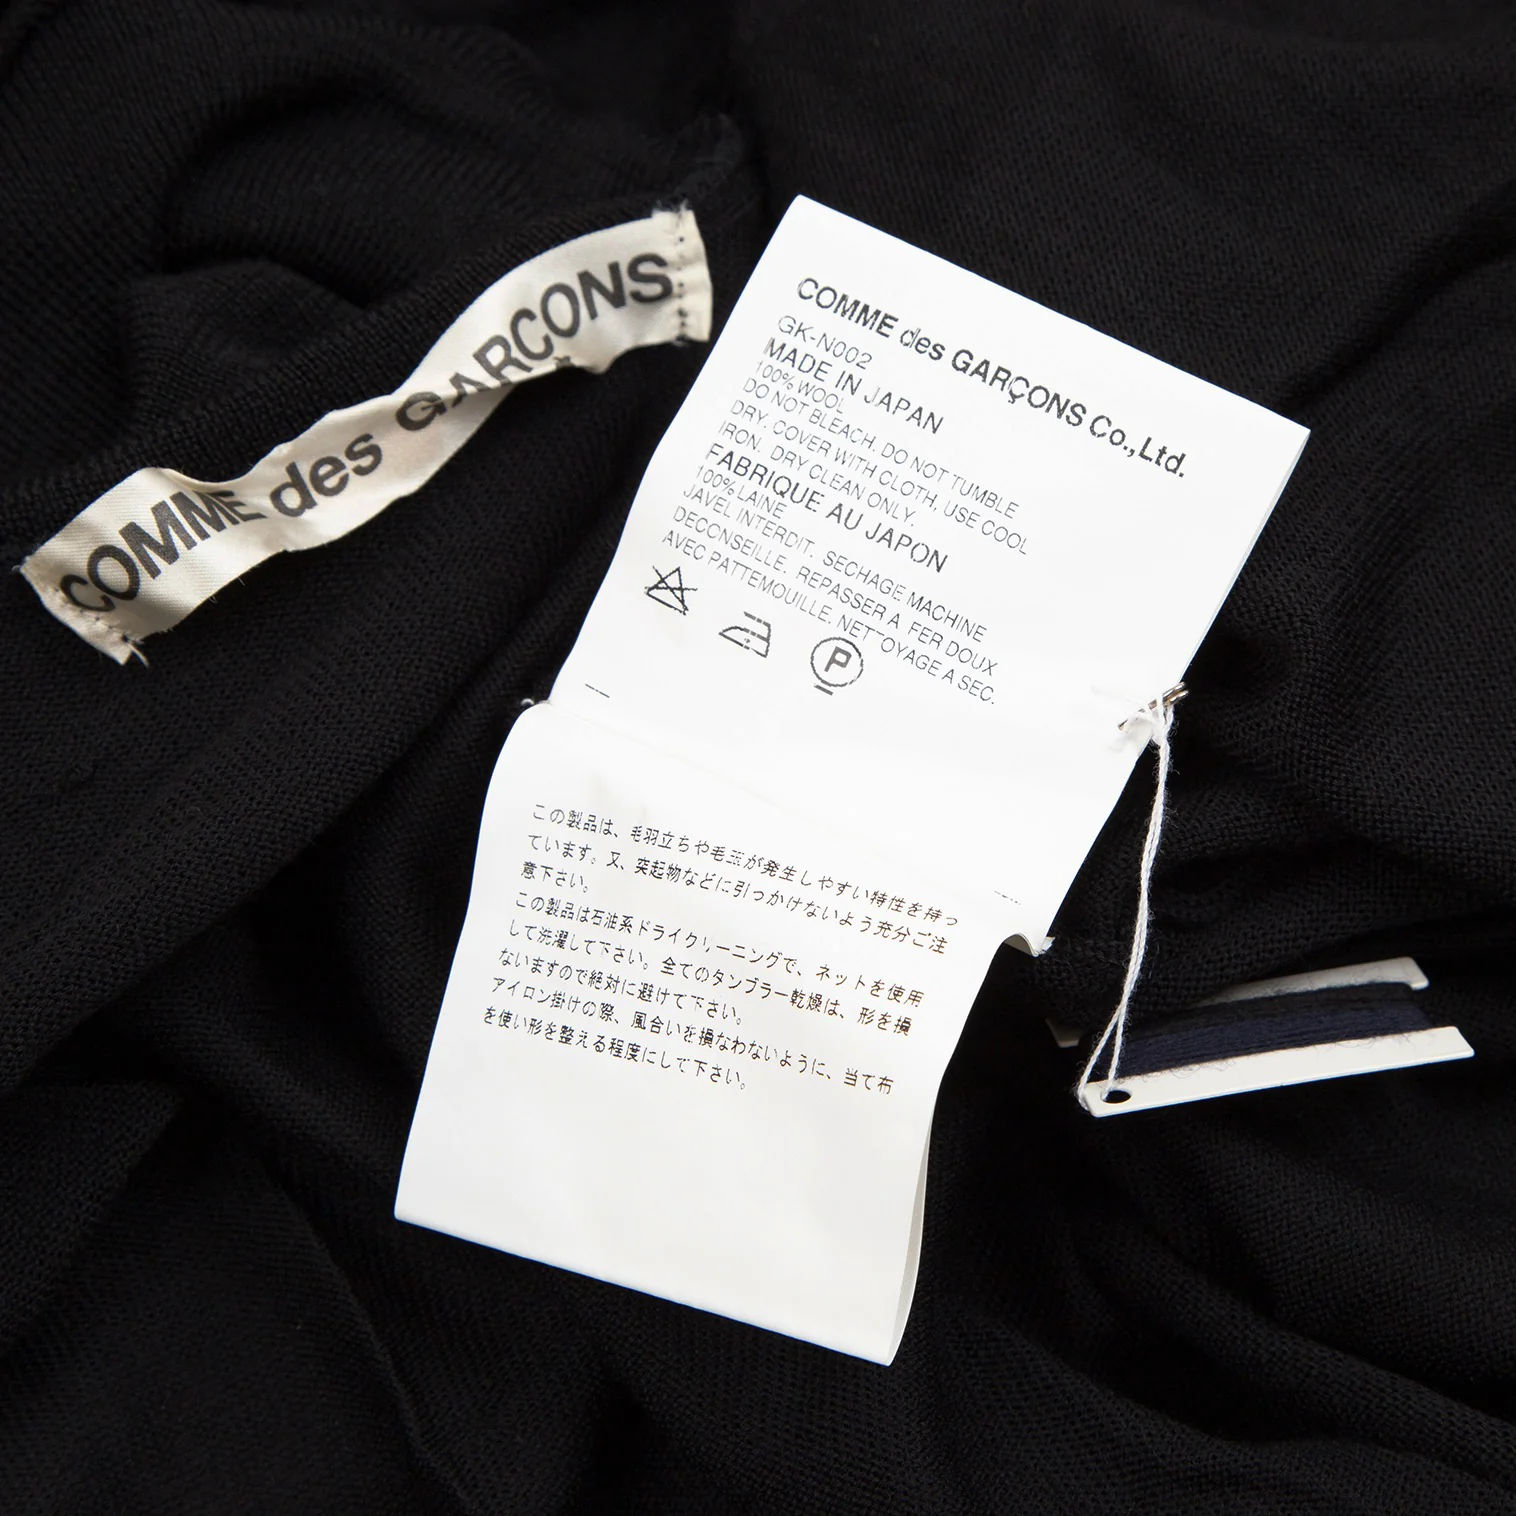 COMME des GARÇONS
COMME des GARÇONS Co.,Ltd.
GK-N002
MADE IN JAPAN
100% WOOL
DO NOT BLEACH. DO NOT TUMBLE
DRY. COVER WITH CLOTH, USE COOL
IRON. DRY CLEAN ONLY.
FABRIQUE AU JAPON
100% LAINE
JAVEL INTERDIT. SECHAGE MACHINE
DECONSEILLE. REPASSER A FER DOUX
AVEC PATTEMOUILLE. NETTOYAGE A SEC.
P
この製品は、毛羽立ちや毛玉が発生しやすい特性を持っ
ています。又、突起物などに引っかけないよう充分ご注
意下さい。
この製品は石油系ドライクリーニングで、ネットを使用
して洗濯して下さい。全てのタンブラー乾燥は、形を損
ないますので絶対に避けて下さい。
アイロン掛けの際、風合いを損なわないように、当て布
を使い形を整える程度にして下さい。